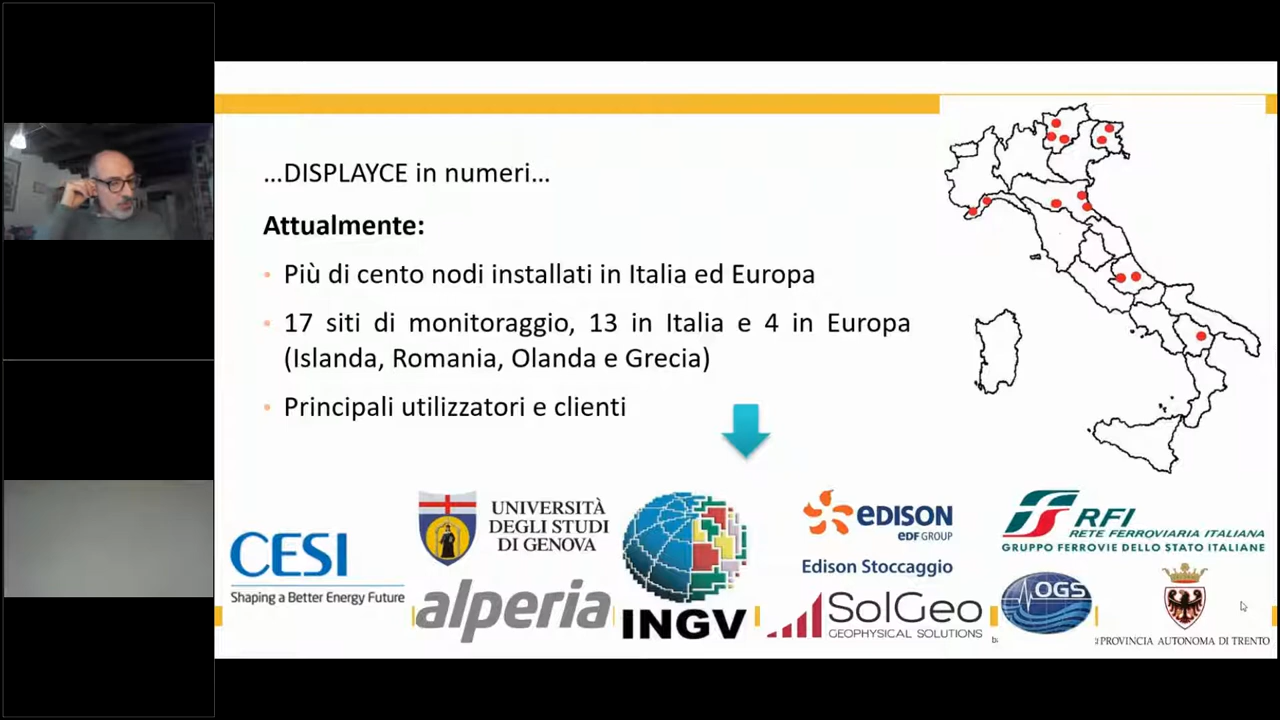 ...DISPLAYCE in numeri...
Attualmente:
• Più di cento nodi installati in Italia ed Europa
• 17 siti di monitoraggio, 13 in Italia e 4 in Europa
(Islanda, Romania, Olanda e Grecia)
• Principali utilizzatori e clienti
CESI
Shaping a Better Energy Future
UNIVERSITÀ
DEGLI STUDI
DI GENOVA
alperia
INGV
EDISON
EDF GROUP
Edison Stoccaggio
SolGeo
GEOPHYSICAL SOLUTIONS
RFI
RETE FERROVIARIA ITALIANA
GRUPPO FERROVIE DELLO STATO ITALIANE
OGS
PROVINCIA AUTONOMA DI TRENTO